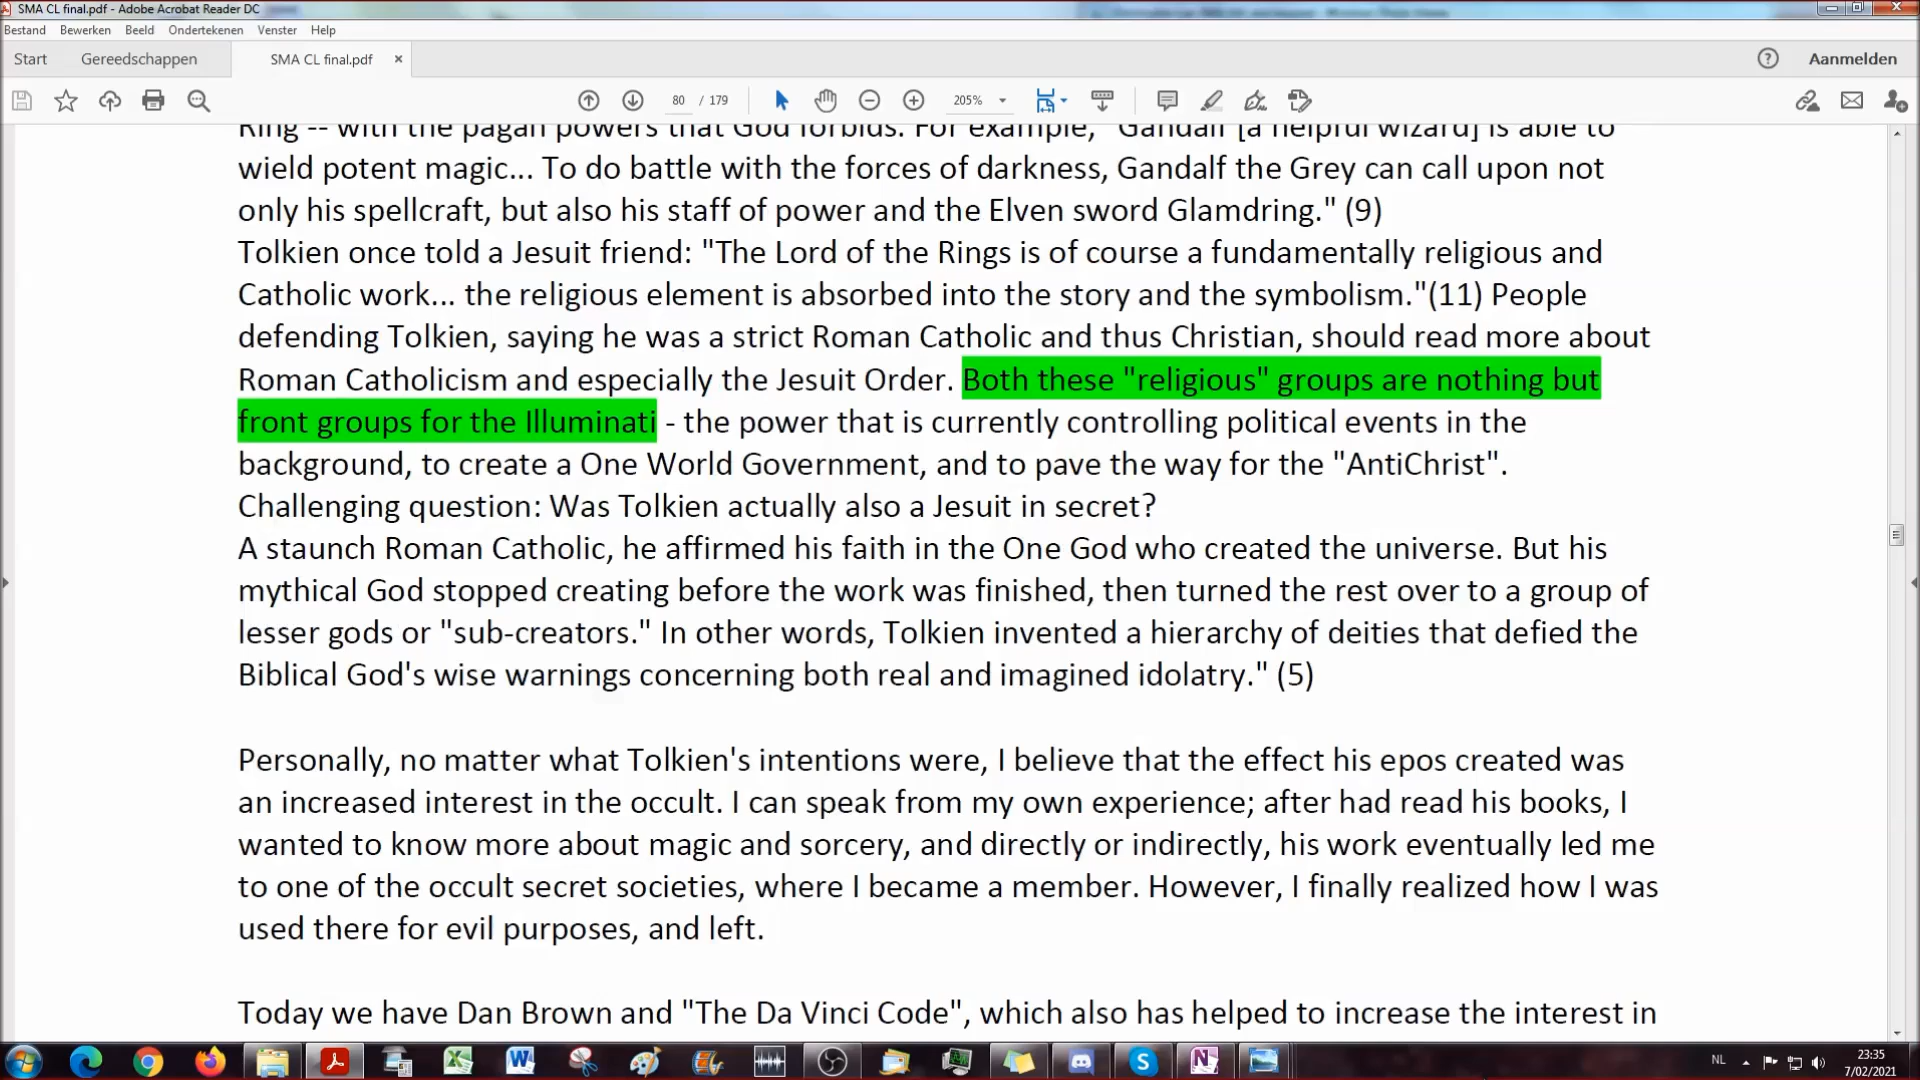 SMA CL final.pdf - Adobe Acrobat Reader DC
Bestand Bewerken Beeld Ondertekenen Venster Help
Start Gereedschappen SMA CL final.pdf × ? Aanmelden
80 / 179 205%
Ring -- with the pagan powers that God forbids. For example, "Gandalf [a helpful wizard] is able to
wield potent magic... To do battle with the forces of darkness, Gandalf the Grey can call upon not
only his spellcraft, but also his staff of power and the Elven sword Glamdring." (9)
Tolkien once told a Jesuit friend: "The Lord of the Rings is of course a fundamentally religious and
Catholic work... the religious element is absorbed into the story and the symbolism."(11) People
defending Tolkien, saying he was a strict Roman Catholic and thus Christian, should read more about
Roman Catholicism and especially the Jesuit Order. Both these "religious" groups are nothing but
front groups for the Illuminati - the power that is currently controlling political events in the
background, to create a One World Government, and to pave the way for the "AntiChrist".
Challenging question: Was Tolkien actually also a Jesuit in secret?
A staunch Roman Catholic, he affirmed his faith in the One God who created the universe. But his
mythical God stopped creating before the work was finished, then turned the rest over to a group of
lesser gods or "sub-creators." In other words, Tolkien invented a hierarchy of deities that defied the
Biblical God's wise warnings concerning both real and imagined idolatry." (5)
Personally, no matter what Tolkien's intentions were, I believe that the effect his epos created was
an increased interest in the occult. I can speak from my own experience; after had read his books, I
wanted to know more about magic and sorcery, and directly or indirectly, his work eventually led me
to one of the occult secret societies, where I became a member. However, I finally realized how I was
used there for evil purposes, and left.
Today we have Dan Brown and "The Da Vinci Code", which also has helped to increase the interest in
NL 23:35
7/02/2021